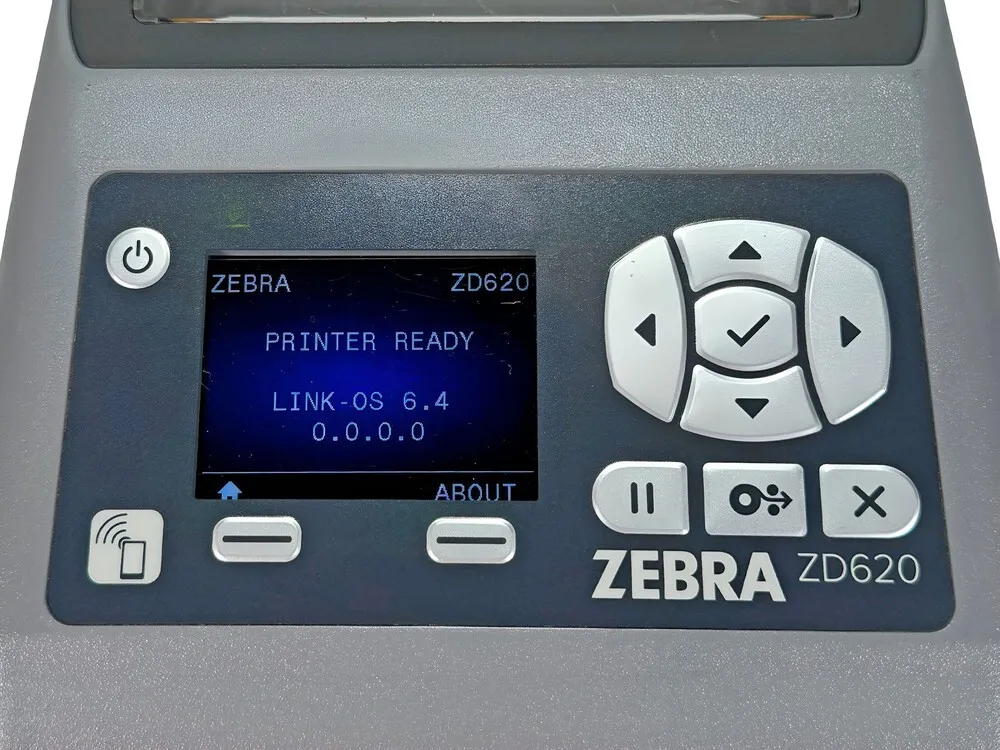 ZEBRA ZD620
PRINTER READY
LINK-OS 6.4
0.0.0.0
ABOUT
ZEBRA ZD620